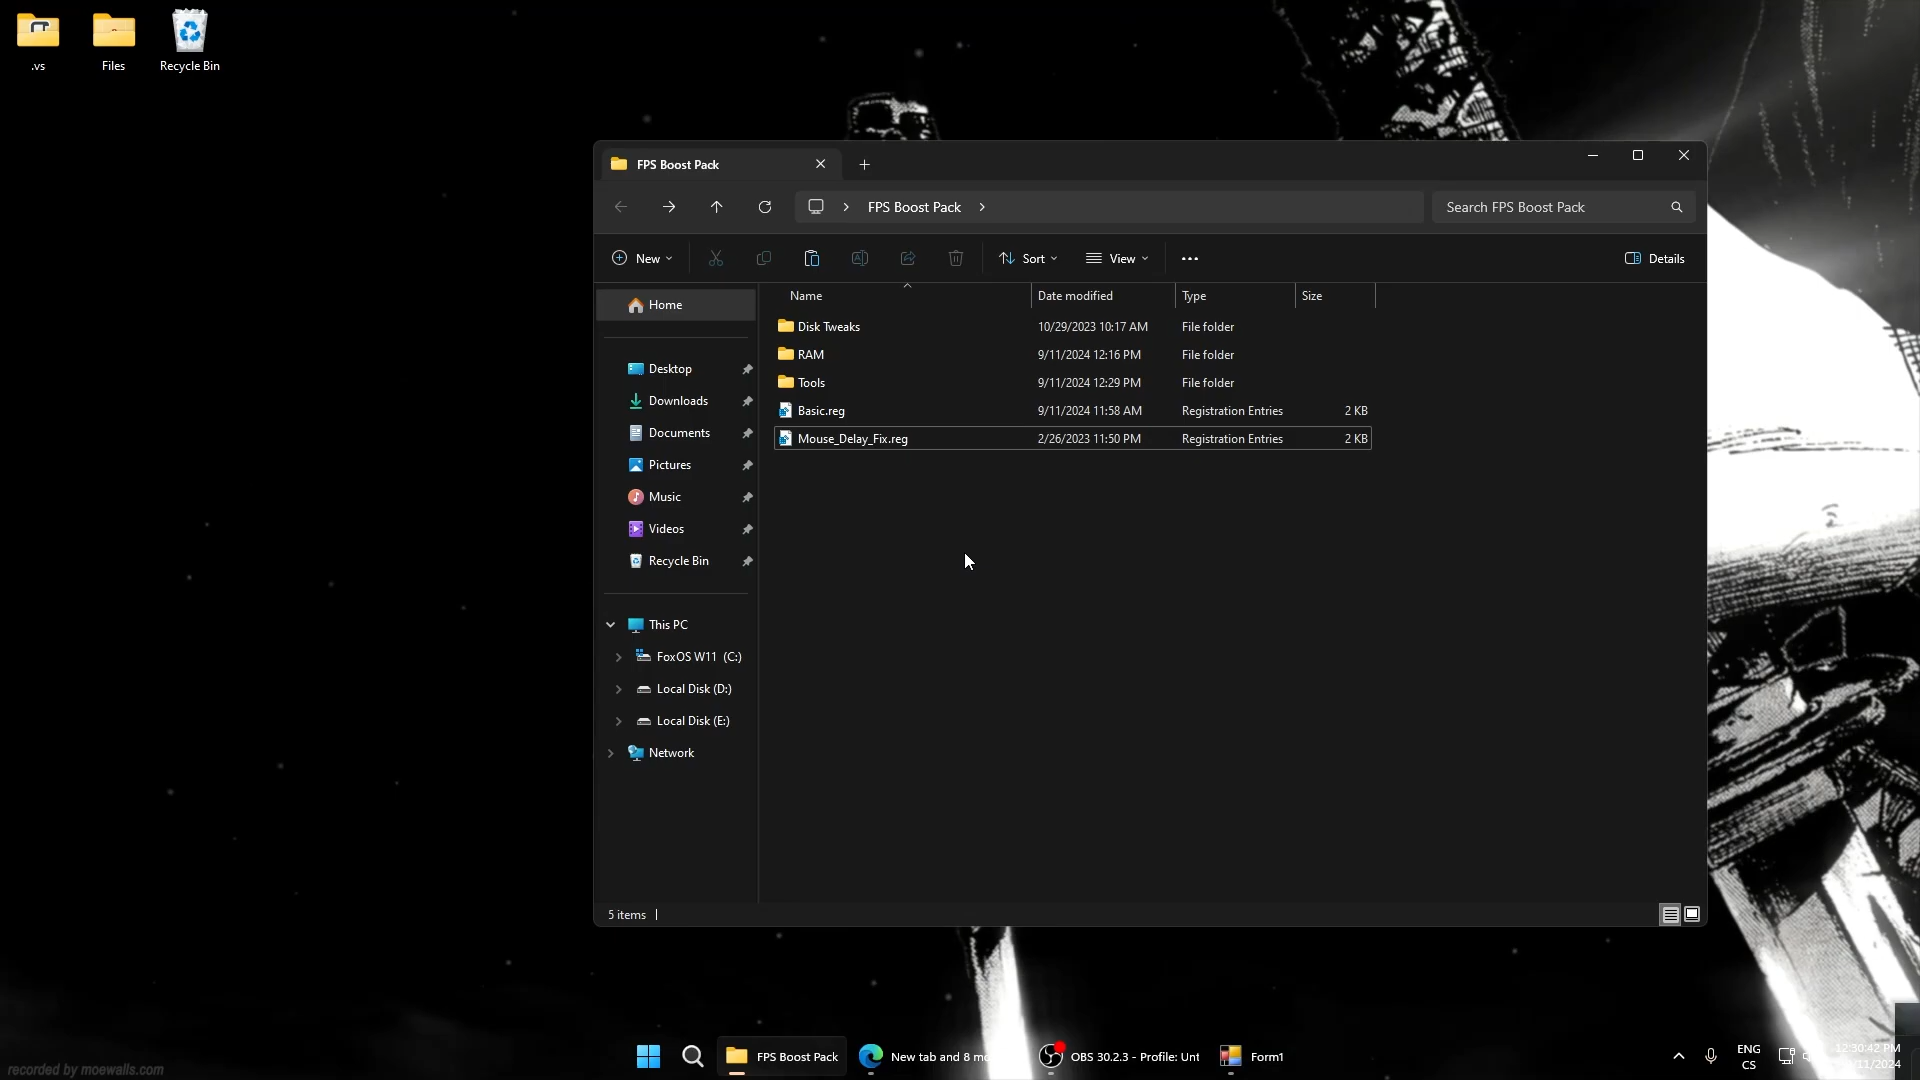 .vs
Files
Recycle Bin
FPS Boost Pack
FPS Boost Pack
Search FPS Boost Pack
New
Sort
View
Details
Home
Desktop
Downloads
Documents
Pictures
Music
Videos
Recycle Bin
This PC
FoxOS W11 (C:)
Local Disk (D:)
Local Disk (E:)
Network
Name Date modified Type Size
Disk Tweaks 10/29/2023 10:17 AM File folder
RAM 9/11/2024 12:16 PM File folder
Tools 9/11/2024 12:29 PM File folder
Basic.reg 9/11/2024 11:58 AM Registration Entries 2 KB
Mouse_Delay_Fix.reg 2/26/2023 11:50 PM Registration Entries 2 KB
5 items
recorded by moewalls.com
FPS Boost Pack
New tab and 8 mo
OBS 30.2.3 - Profile: Unt
Form1
ENG
CS
12:30:42 PM
/11/2024